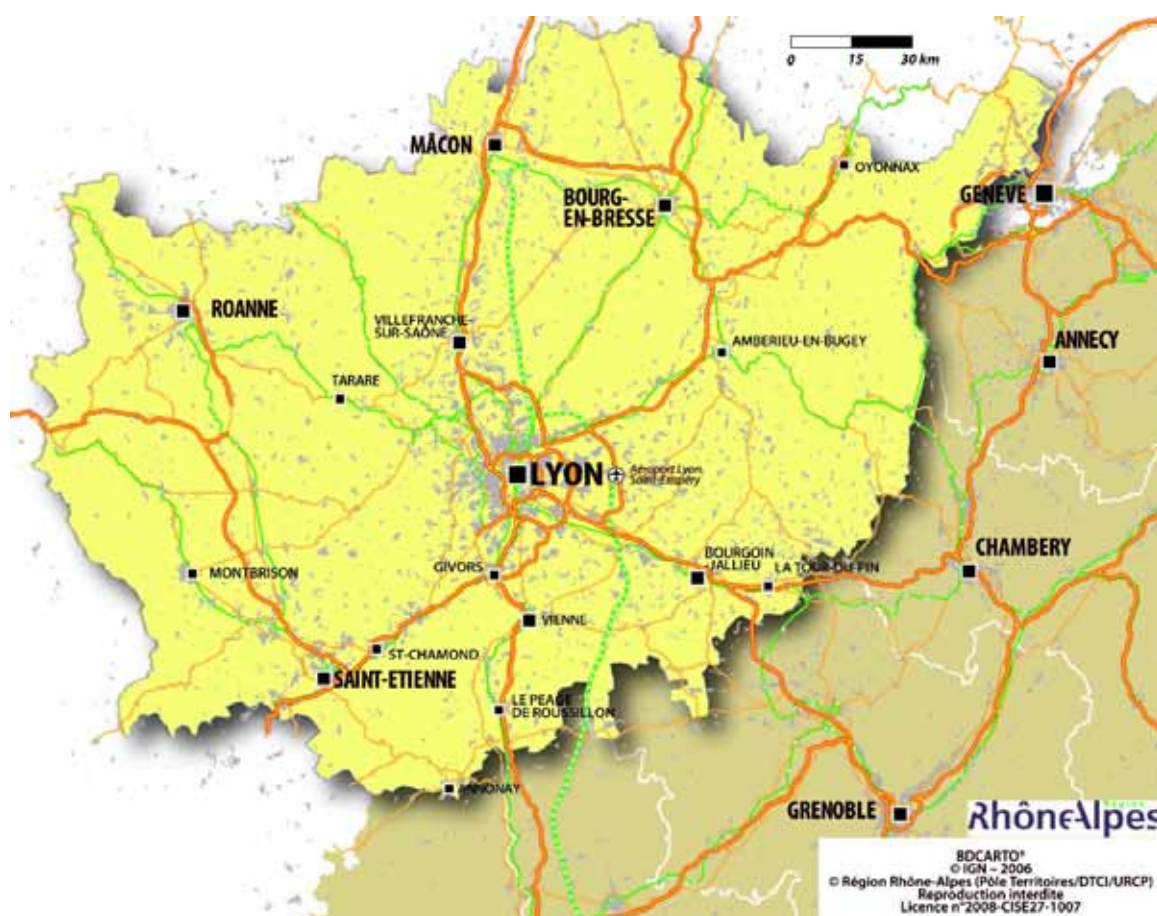 0 15 30 km
MÂCON
OYONNAX
GENÈVE
BOURG-
EN-BRESSE
ROANNE
VILLEFRANCHE-
SUR-SAÔNE
AMBERIEU-EN-BUGEY
ANNECY
TARARE
LYON
Aéroport Lyon
Saint-Exupéry
CHAMBERY
BOURGOIN
-JALLIEU
LA TOUR-DU-PIN
MONTBRISON
GIVORS
VIENNE
ST-CHAMOND
SAINT-ETIENNE
LE PEAGE
DE ROUSSILLON
ANNONAY
GRENOBLE
Région
RhôneAlpes
BDCARTO®
© IGN – 2006
© Région Rhône-Alpes (Pôle Territoires/DTCI/URCP)
Reproduction interdite
Licence n°2008-CISE27-1007